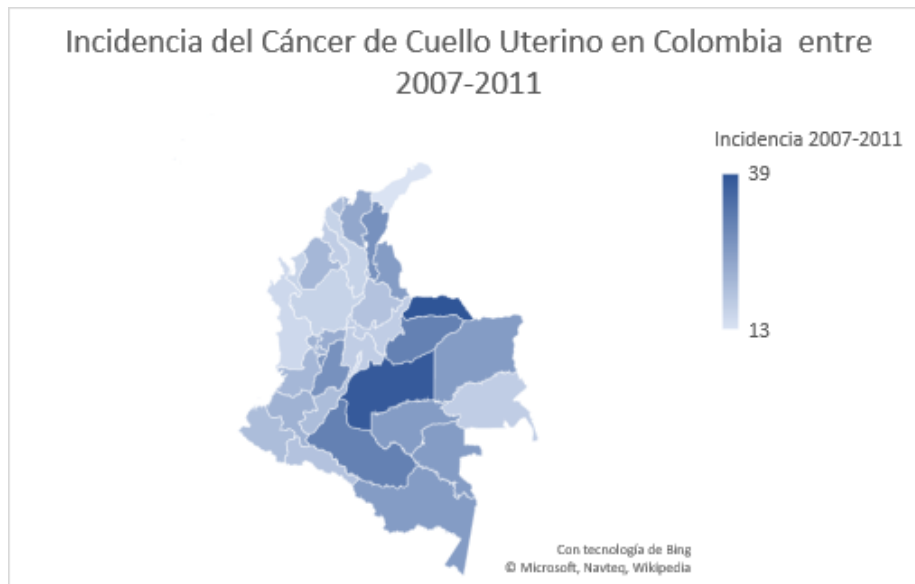 Incidencia del Cáncer de Cuello Uterino en Colombia entre
2007-2011
Incidencia 2007-2011
39
13
Con tecnología de Bing
© Microsoft, Navteq, Wikipedia